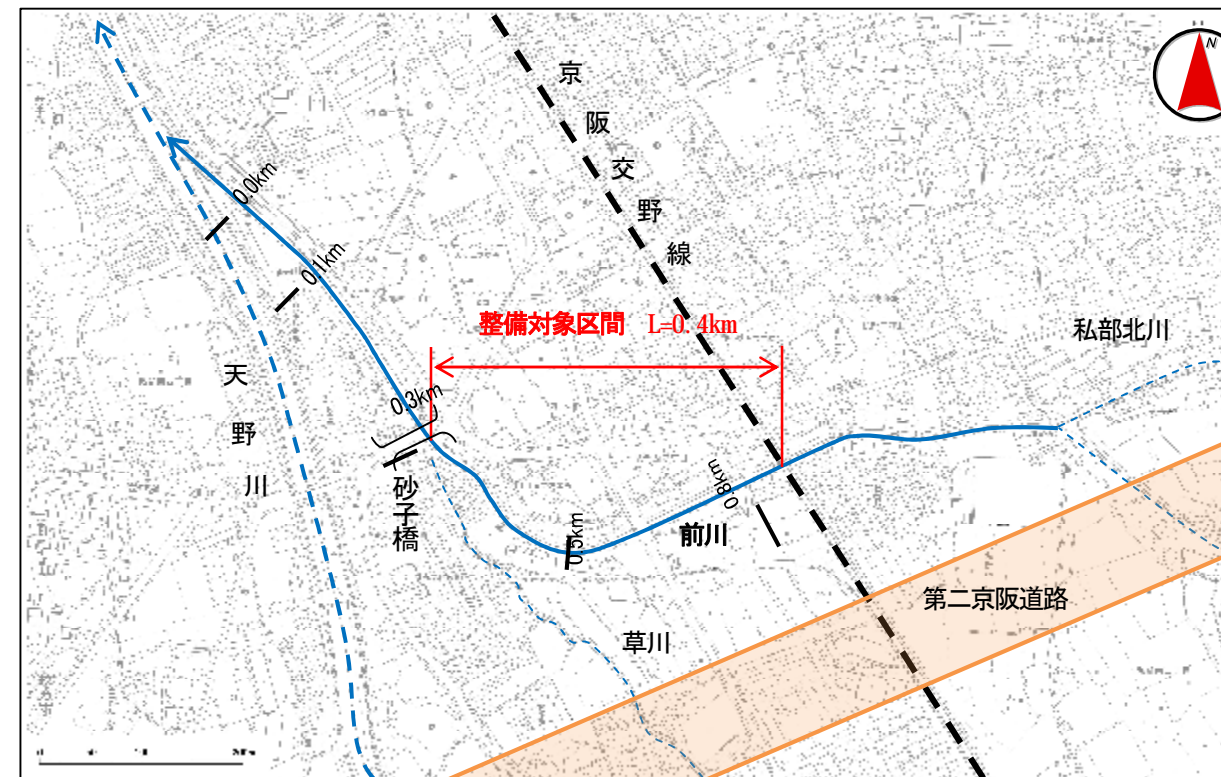 N
京阪交野線
0.0km
0.1km
整備対象区間 L=0.4km
私部北川
天野川
0.3km
砂子橋
0.8km
前川
0.5km
第二京阪道路
草川